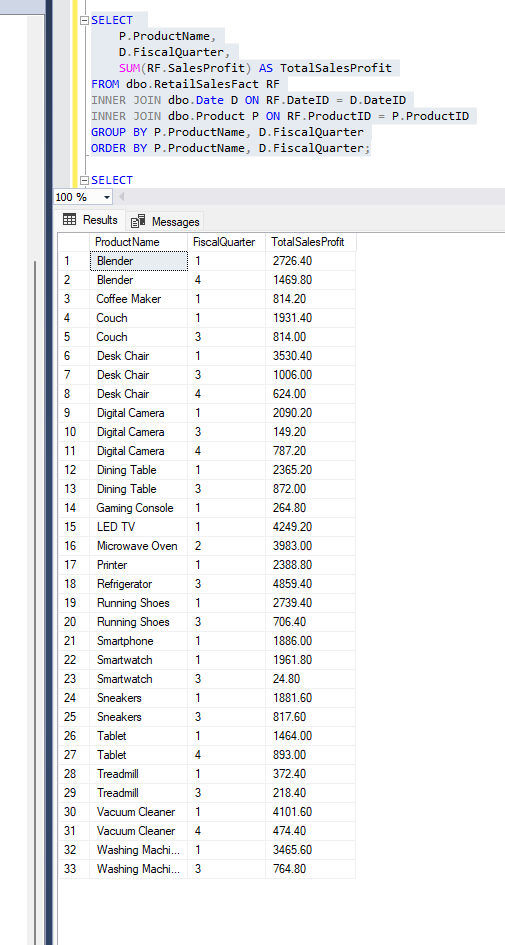 SELECT
P.ProductName,
D.FiscalQuarter,
SUM(RF.SalesProfit) AS TotalSalesProfit
FROM dbo.RetailSalesFact RF
INNER JOIN dbo.Date D ON RF.DateID = D.DateID
INNER JOIN dbo.Product P ON RF.ProductID = P.ProductID
GROUP BY P.ProductName, D.FiscalQuarter
ORDER BY P.ProductName, D.FiscalQuarter;
SELECT
100 %
Results Messages
ProductName FiscalQuarter TotalSalesProfit
1 Blender 1 2726.40
2 Blender 4 1469.80
3 Coffee Maker 1 814.20
4 Couch 1 1931.40
5 Couch 3 814.00
6 Desk Chair 1 3530.40
7 Desk Chair 3 1006.00
8 Desk Chair 4 624.00
9 Digital Camera 1 2090.20
10 Digital Camera 3 149.20
11 Digital Camera 4 787.20
12 Dining Table 1 2365.20
13 Dining Table 3 872.00
14 Gaming Console 1 264.80
15 LED TV 1 4249.20
16 Microwave Oven 2 3983.00
17 Printer 1 2388.80
18 Refrigerator 3 4859.40
19 Running Shoes 1 2739.40
20 Running Shoes 3 706.40
21 Smartphone 1 1886.00
22 Smartwatch 1 1961.80
23 Smartwatch 3 24.80
24 Sneakers 1 1881.60
25 Sneakers 3 817.60
26 Tablet 1 1464.00
27 Tablet 4 893.00
28 Treadmill 1 372.40
29 Treadmill 3 218.40
30 Vacuum Cleaner 1 4101.60
31 Vacuum Cleaner 4 474.40
32 Washing Machi... 1 3465.60
33 Washing Machi... 3 764.80